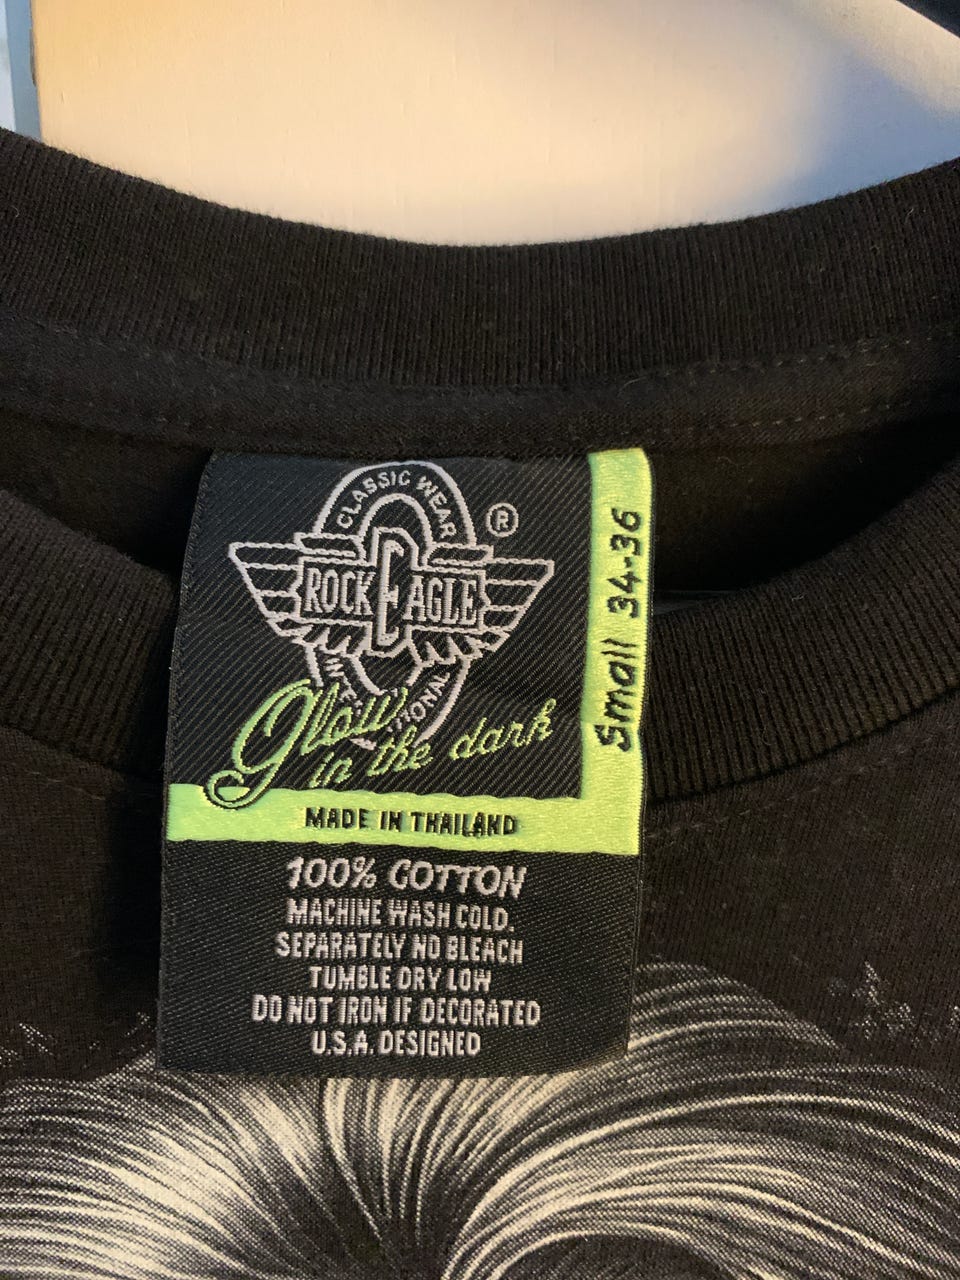 CLASSIC WEAR
®
ROCK EAGLE
Glow
in the dark
Small 34-36
MADE IN THAILAND
100% COTTON
MACHINE WASH COLD.
SEPARATELY NO BLEACH
TUMBLE DRY LOW
DO NOT IRON IF DECORATED
U.S.A. DESIGNED